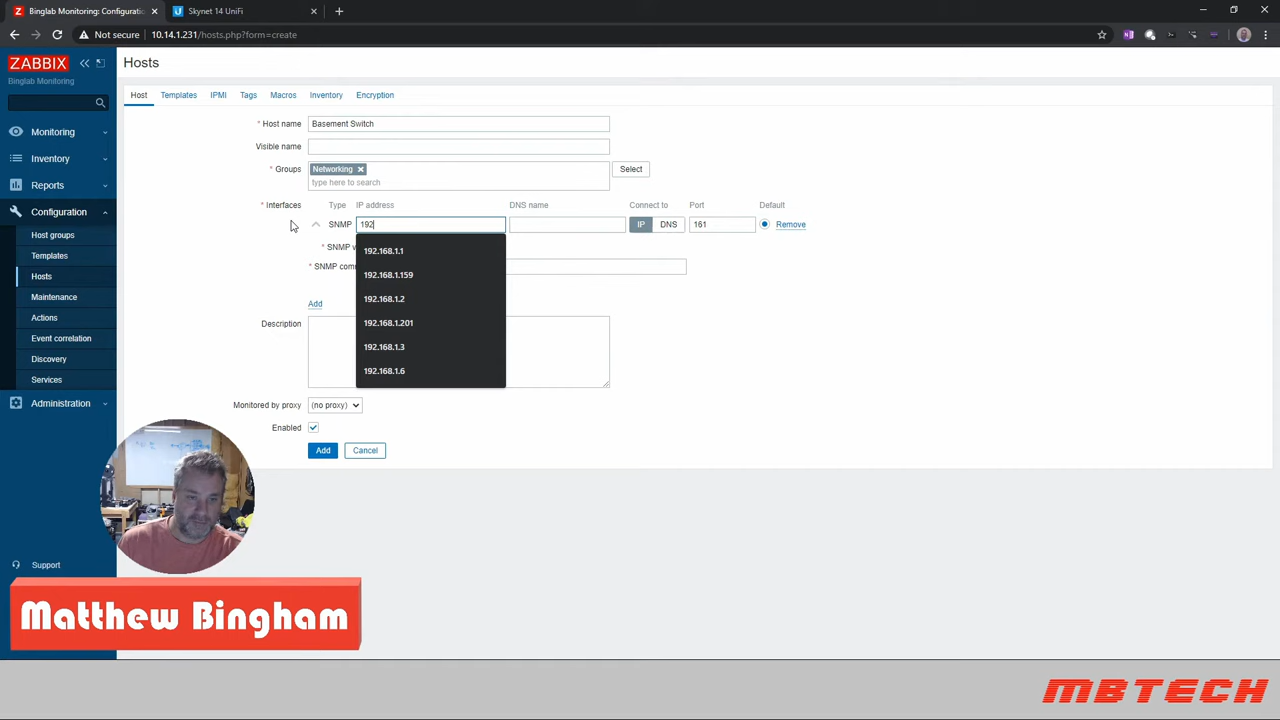 Binglab Monitoring: Configuratio
Skynet 14 UniFi
Not secure
10.14.1.231/hosts.php?form=create
ZABBIX
Binglab Monitoring
Monitoring
Inventory
Reports
Configuration
Host groups
Templates
Hosts
Maintenance
Actions
Event correlation
Discovery
Services
Administration
Support
Hosts
Host Templates IPMI Tags Macros Inventory Encryption
* Host name Basement Switch
Visible name
* Groups Networking Select
type here to search
* Interfaces Type IP address DNS name Connect to Port Default
SNMP 192 IP DNS 161 Remove
* SNMP v
* SNMP com
192.168.1.1
192.168.1.159
192.168.1.2
192.168.1.201
192.168.1.3
192.168.1.6
Add
Description
Monitored by proxy (no proxy)
Enabled
Add Cancel
Matthew Bingham
MBTECH